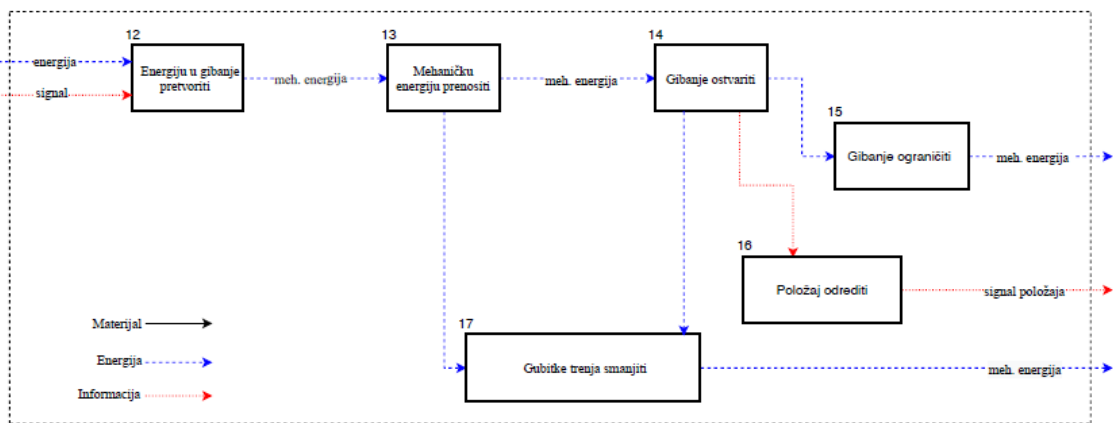 12
13
14
energija
Energiju u gibanje
pretvoriti
meh. energija
Mehaničku
energiju prenositi
meh. energija
Gibanje ostvariti
signal
15
Gibanje ograničiti
meh. energija
16
Položaj odrediti
signal položaja
Materijal
17
Energija
Gubitke trenja smanjiti
meh. energija
Informacija